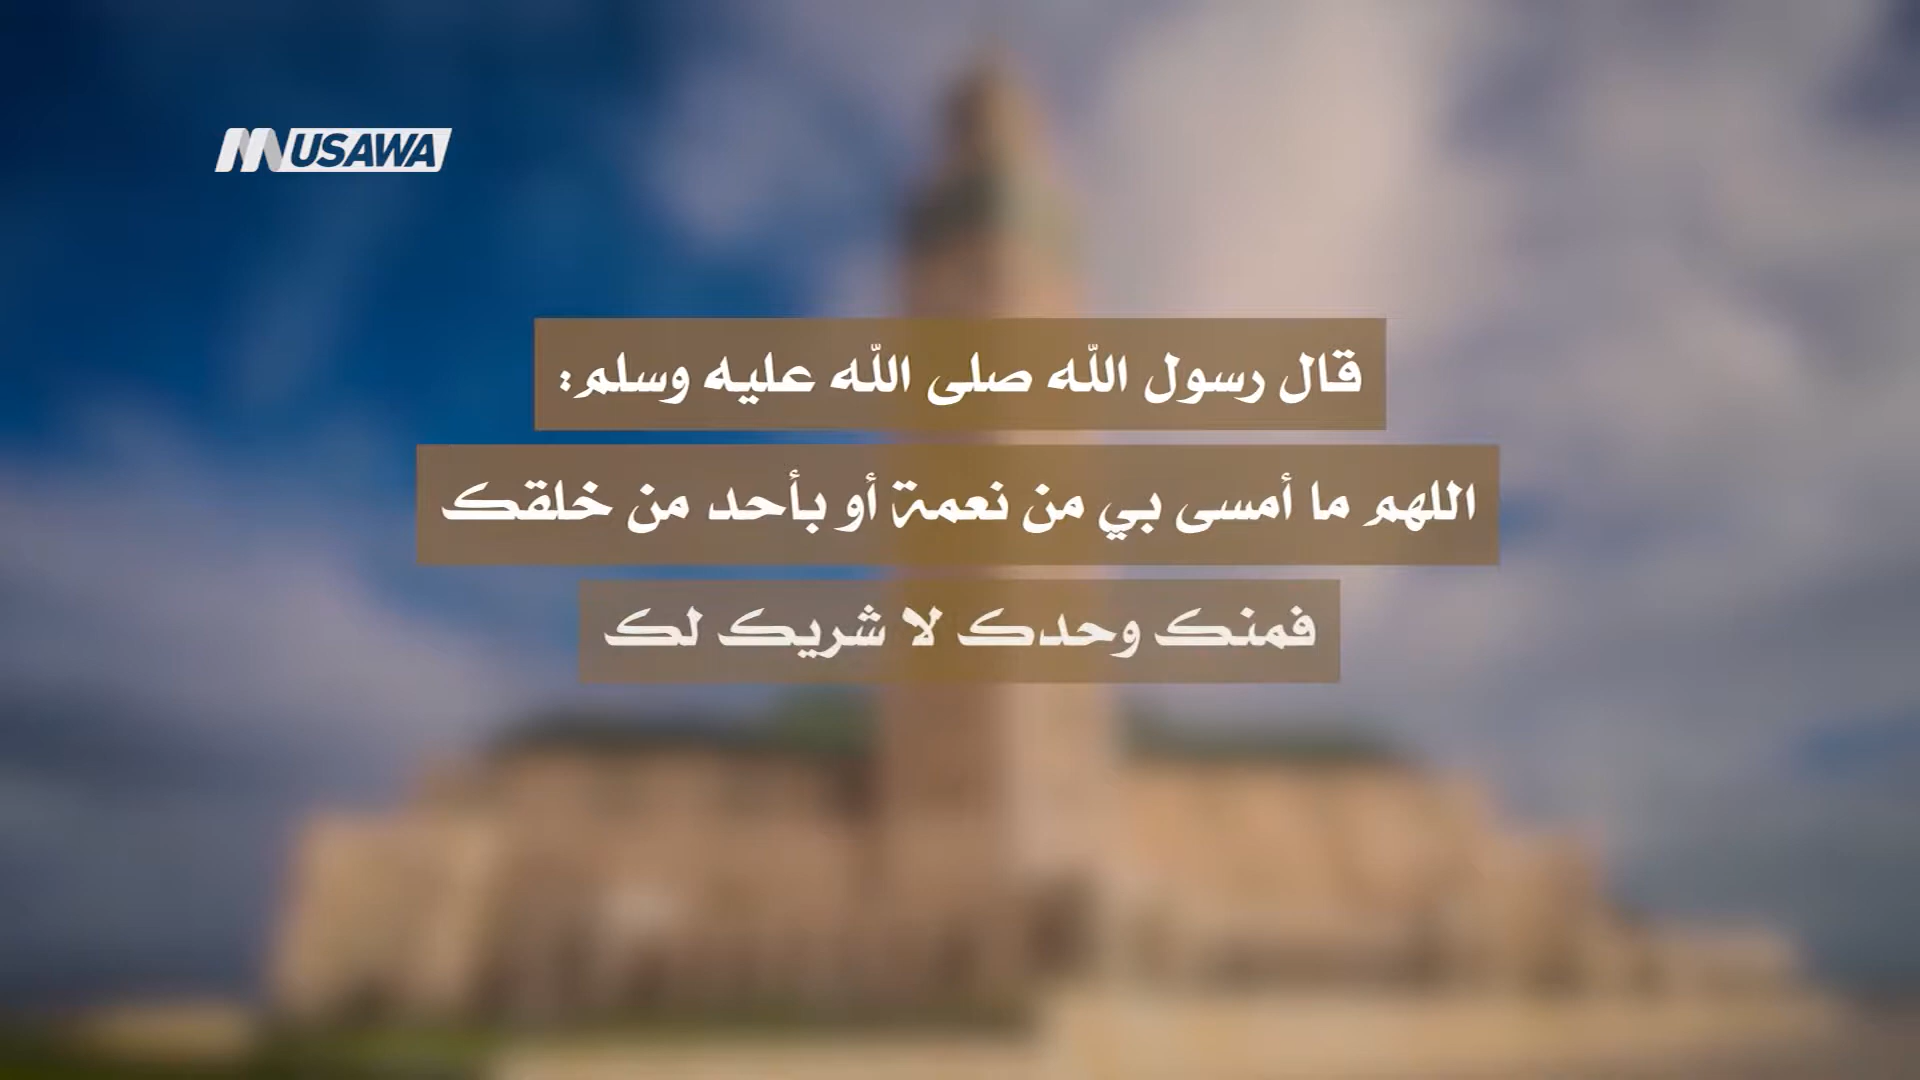 MUSAWA
قال رسول الله صلى الله عليه وسلم:
اللهم ما أمسى بي من نعمة أو بأحد من خلقك
فمنك وحدك لا شريك لك